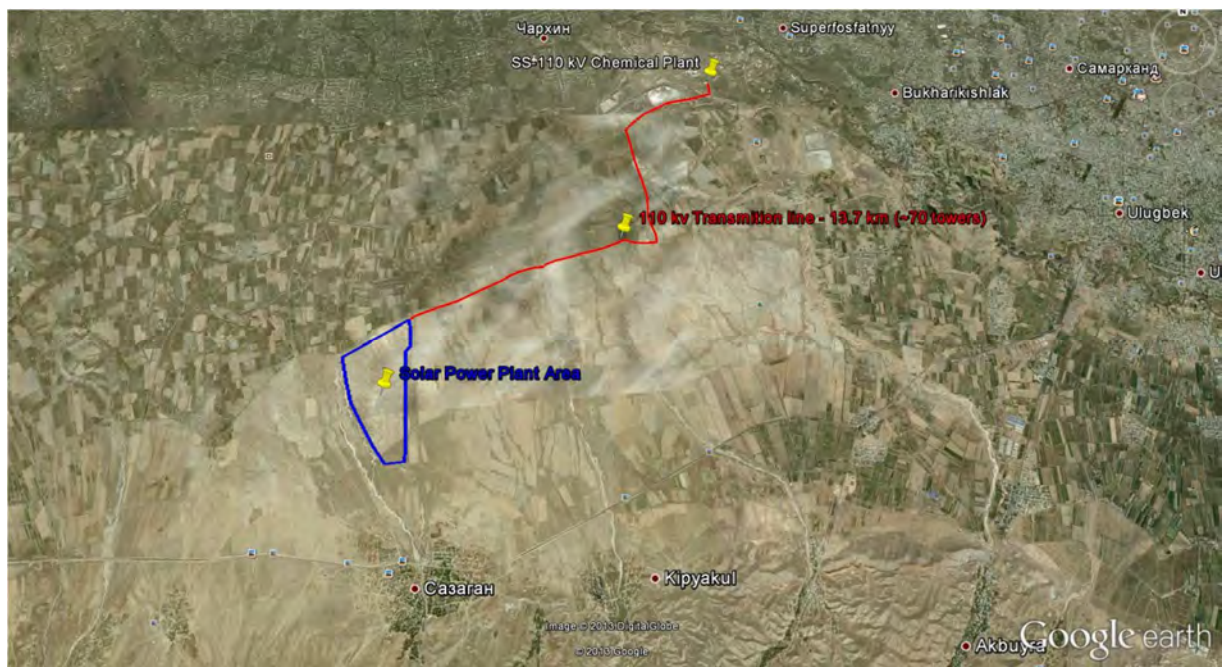 Чархин
Superfosfatnyy
SS-110 kV Chemical Plant
Самарканд
Bukharikishlak
110 kv Transmition line - 13.7 km (~70 towers)
Ulugbek
U
Solar Power Plant Area
Сазаган
Kipyakul
Image © 2013 DigitalGlobe
© 2013 Google
Akbuyra
Google earth